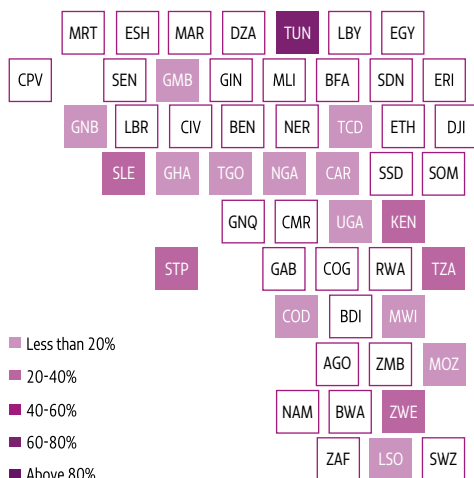 MRT ESH MAR DZA TUN LBY EGY
CPV SEN GMB GIN MLI BFA SDN ERI
GNB LBR CIV BEN NER TCD ETH DJI
SLE GHA TGO NGA CAR SSD SOM
GNQ CMR UGA KEN
STP GAB COG RWA TZA
COD BDI MWI
AGO ZMB MOZ
NAM BWA ZWE
ZAF LSO SWZ
Less than 20%
20-40%
40-60%
60-80%
Above 80%